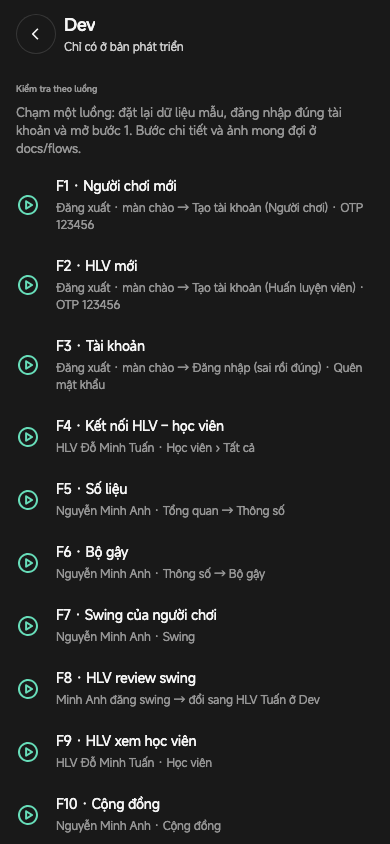 Dev
Chỉ có ở bản phát triển
Kiểm tra theo luồng
Chạm một luồng: đặt lại dữ liệu mẫu, đăng nhập đúng tài
khoản và mở bước 1. Bước chi tiết và ảnh mong đợi ở
docs/flows.
F1 · Người chơi mới
Đăng xuất · màn chào → Tạo tài khoản (Người chơi) · OTP
123456
F2 · HLV mới
Đăng xuất · màn chào → Tạo tài khoản (Huấn luyện viên) ·
OTP 123456
F3 · Tài khoản
Đăng xuất · màn chào → Đăng nhập (sai rồi đúng) · Quên
mật khẩu
F4 · Kết nối HLV – học viên
HLV Đỗ Minh Tuấn · Học viên › Tất cả
F5 · Số liệu
Nguyễn Minh Anh · Tổng quan → Thông số
F6 · Bộ gậy
Nguyễn Minh Anh · Thông số → Bộ gậy
F7 · Swing của người chơi
Nguyễn Minh Anh · Swing
F8 · HLV review swing
Minh Anh đăng swing → đổi sang HLV Tuấn ở Dev
F9 · HLV xem học viên
HLV Đỗ Minh Tuấn · Học viên
F10 · Cộng đồng
Nguyễn Minh Anh · Cộng đồng